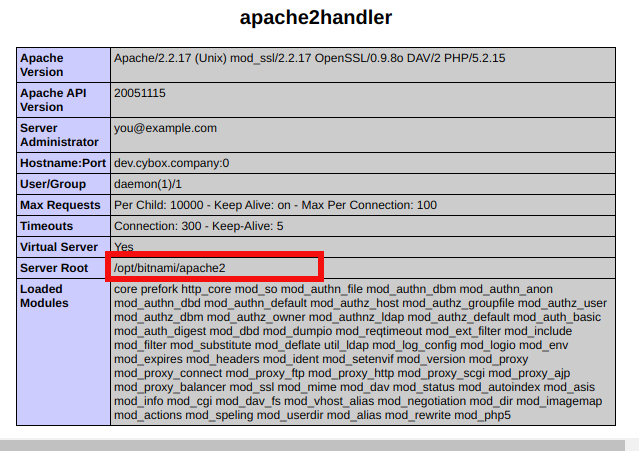 apache2handler
Apache Version Apache/2.2.17 (Unix) mod_ssl/2.2.17 OpenSSL/0.9.8o DAV/2 PHP/5.2.15
Apache API Version 20051115
Server Administrator you@example.com
Hostname:Port dev.cybox.company:0
User/Group daemon(1)/1
Max Requests Per Child: 10000 - Keep Alive: on - Max Per Connection: 100
Timeouts Connection: 300 - Keep-Alive: 5
Virtual Server Yes
Server Root /opt/bitnami/apache2
Loaded Modules core prefork http_core mod_so mod_authn_file mod_authn_dbm mod_authn_anon
mod_authn_dbd mod_authn_default mod_authz_host mod_authz_groupfile mod_authz_user
mod_authz_dbm mod_authz_owner mod_authnz_ldap mod_authz_default mod_auth_basic
mod_auth_digest mod_dbd mod_dumpio mod_reqtimeout mod_ext_filter mod_include
mod_filter mod_substitute mod_deflate util_ldap mod_log_config mod_logio mod_env
mod_expires mod_headers mod_ident mod_setenvif mod_version mod_proxy
mod_proxy_connect mod_proxy_ftp mod_proxy_http mod_proxy_scgi mod_proxy_ajp
mod_proxy_balancer mod_ssl mod_mime mod_dav mod_status mod_autoindex mod_asis
mod_info mod_cgi mod_dav_fs mod_vhost_alias mod_negotiation mod_dir mod_imagemap
mod_actions mod_speling mod_userdir mod_alias mod_rewrite mod_php5